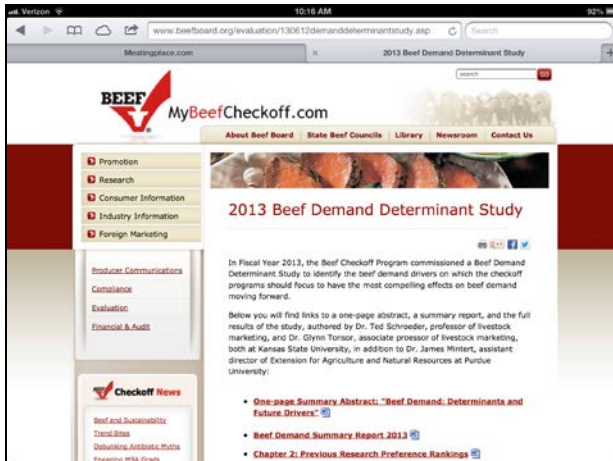 Verizon 10:16 AM 92%
www.beefboard.org/evaluation/130612demanddeterminantstudy.asp Search
Meatingplace.com 2013 Beef Demand Determinant Study
search GO
BEEF
MyBeefCheckoff.com
About Beef Board State Beef Councils Library Newsroom Contact Us
Promotion
Research
Consumer Information
Industry Information
Foreign Marketing
Producer Communications
Compliance
Evaluation
Financial & Audit
Checkoff News
Beef and Sustainability
Trend Bites
Debunking Antibiotic Myths
Engaging MBA Grads
2013 Beef Demand Determinant Study
In Fiscal Year 2013, the Beef Checkoff Program commissioned a Beef Demand
Determinant Study to identify the beef demand drivers on which the checkoff
programs should focus to have the most compelling effects on beef demand
moving forward.
Below you will find links to a one-page abstract, a summary report, and the full
results of the study, authored by Dr. Ted Schroeder, professor of livestock
marketing, and Dr. Glynn Tonsor, associate prossor of livestock marketing,
both at Kansas State University, in addition to Dr. James Mintert, assistant
director of Extension for Agriculture and Natural Resources at Purdue
University:
• One-page Summary Abstract: "Beef Demand: Determinants and
Future Drivers"
• Beef Demand Summary Report 2013
• Chapter 2: Previous Research Preference Rankings